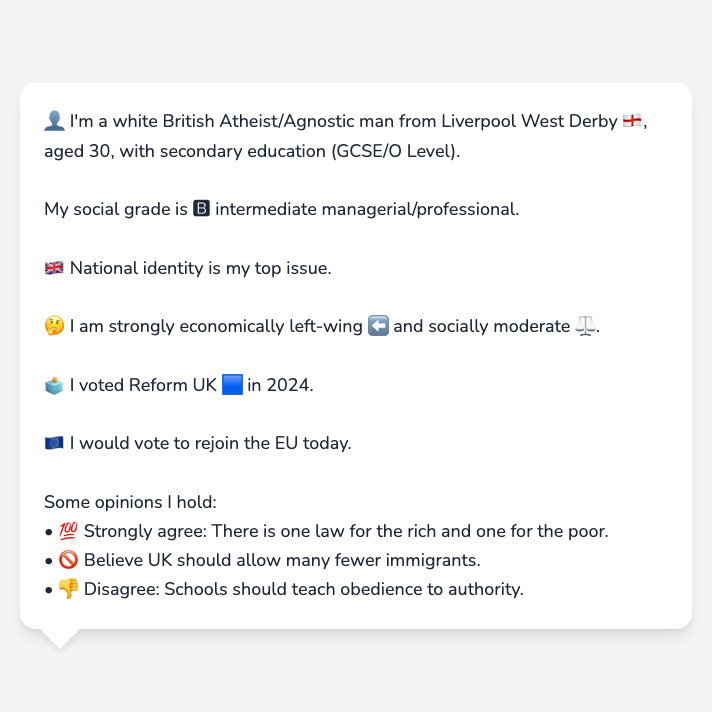 👤 I'm a white British Atheist/Agnostic man from Liverpool West Derby 🏴󠁧󠁢󠁥󠁮󠁧󠁿,
aged 30, with secondary education (GCSE/O Level).
My social grade is 🅱 intermediate managerial/professional.
🇬🇧 National identity is my top issue.
🤔 I am strongly economically left-wing ⬅️ and socially moderate ⚖️.
🗳️ I voted Reform UK 🟦 in 2024.
🇪🇺 I would vote to rejoin the EU today.
Some opinions I hold:
• 💯 Strongly agree: There is one law for the rich and one for the poor.
• 🚫 Believe UK should allow many fewer immigrants.
• 👎 Disagree: Schools should teach obedience to authority.